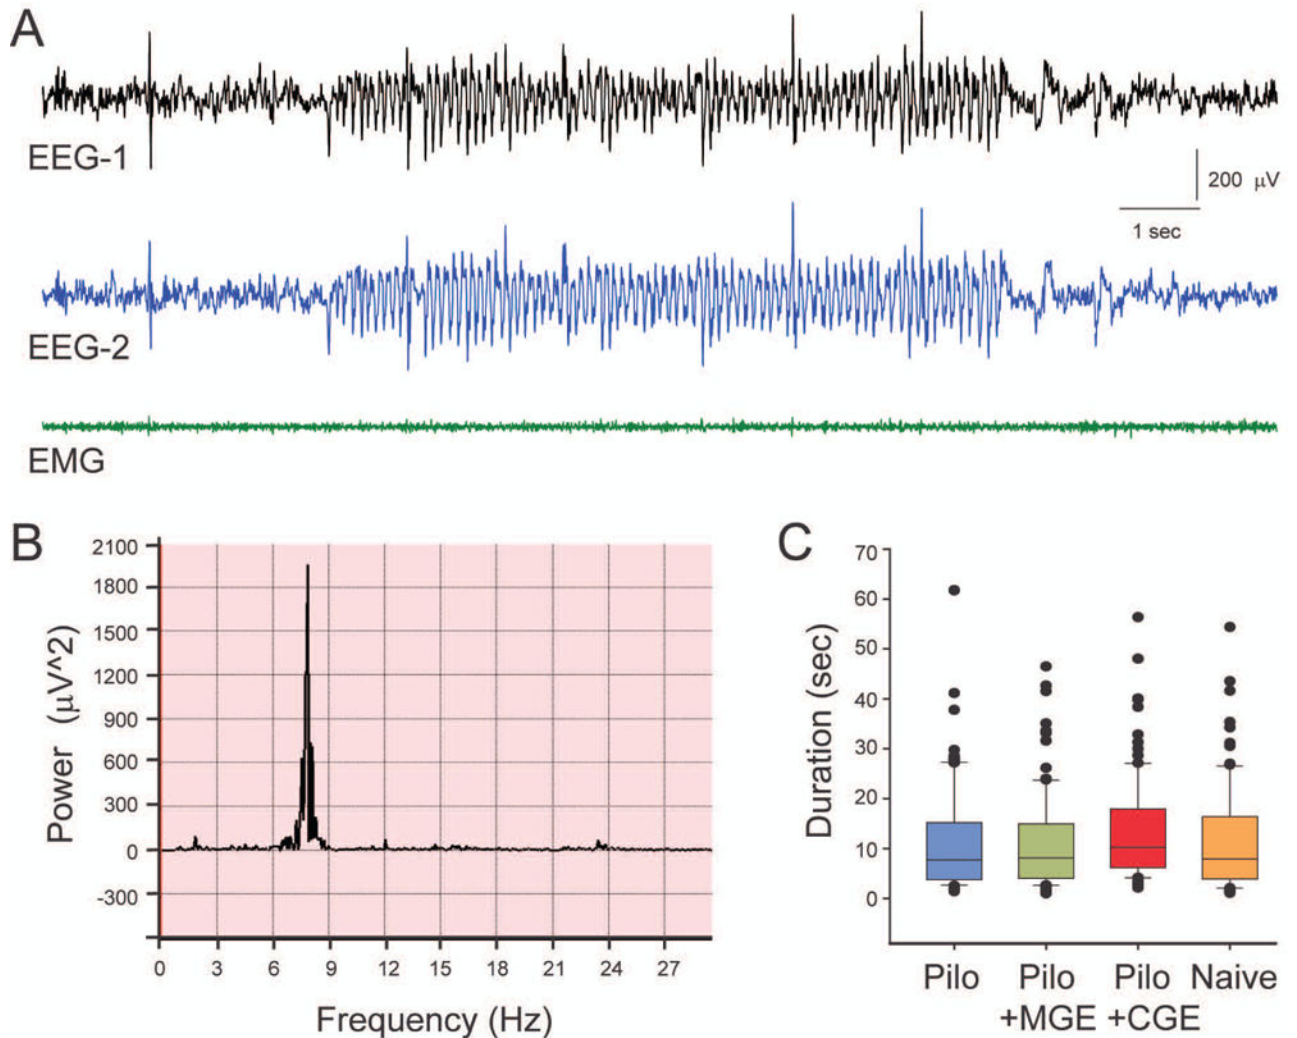 A
EEG-1
200 μV
1 sec
EEG-2
EMG
B
Power (μV^2)
2100
1800
1500
1200
900
600
300
0
-300
0 3 6 9 12 15 18 21 24 27
Frequency (Hz)
C
Duration (sec)
70
60
50
40
30
20
10
0
Pilo Pilo Pilo Naive
+MGE +CGE